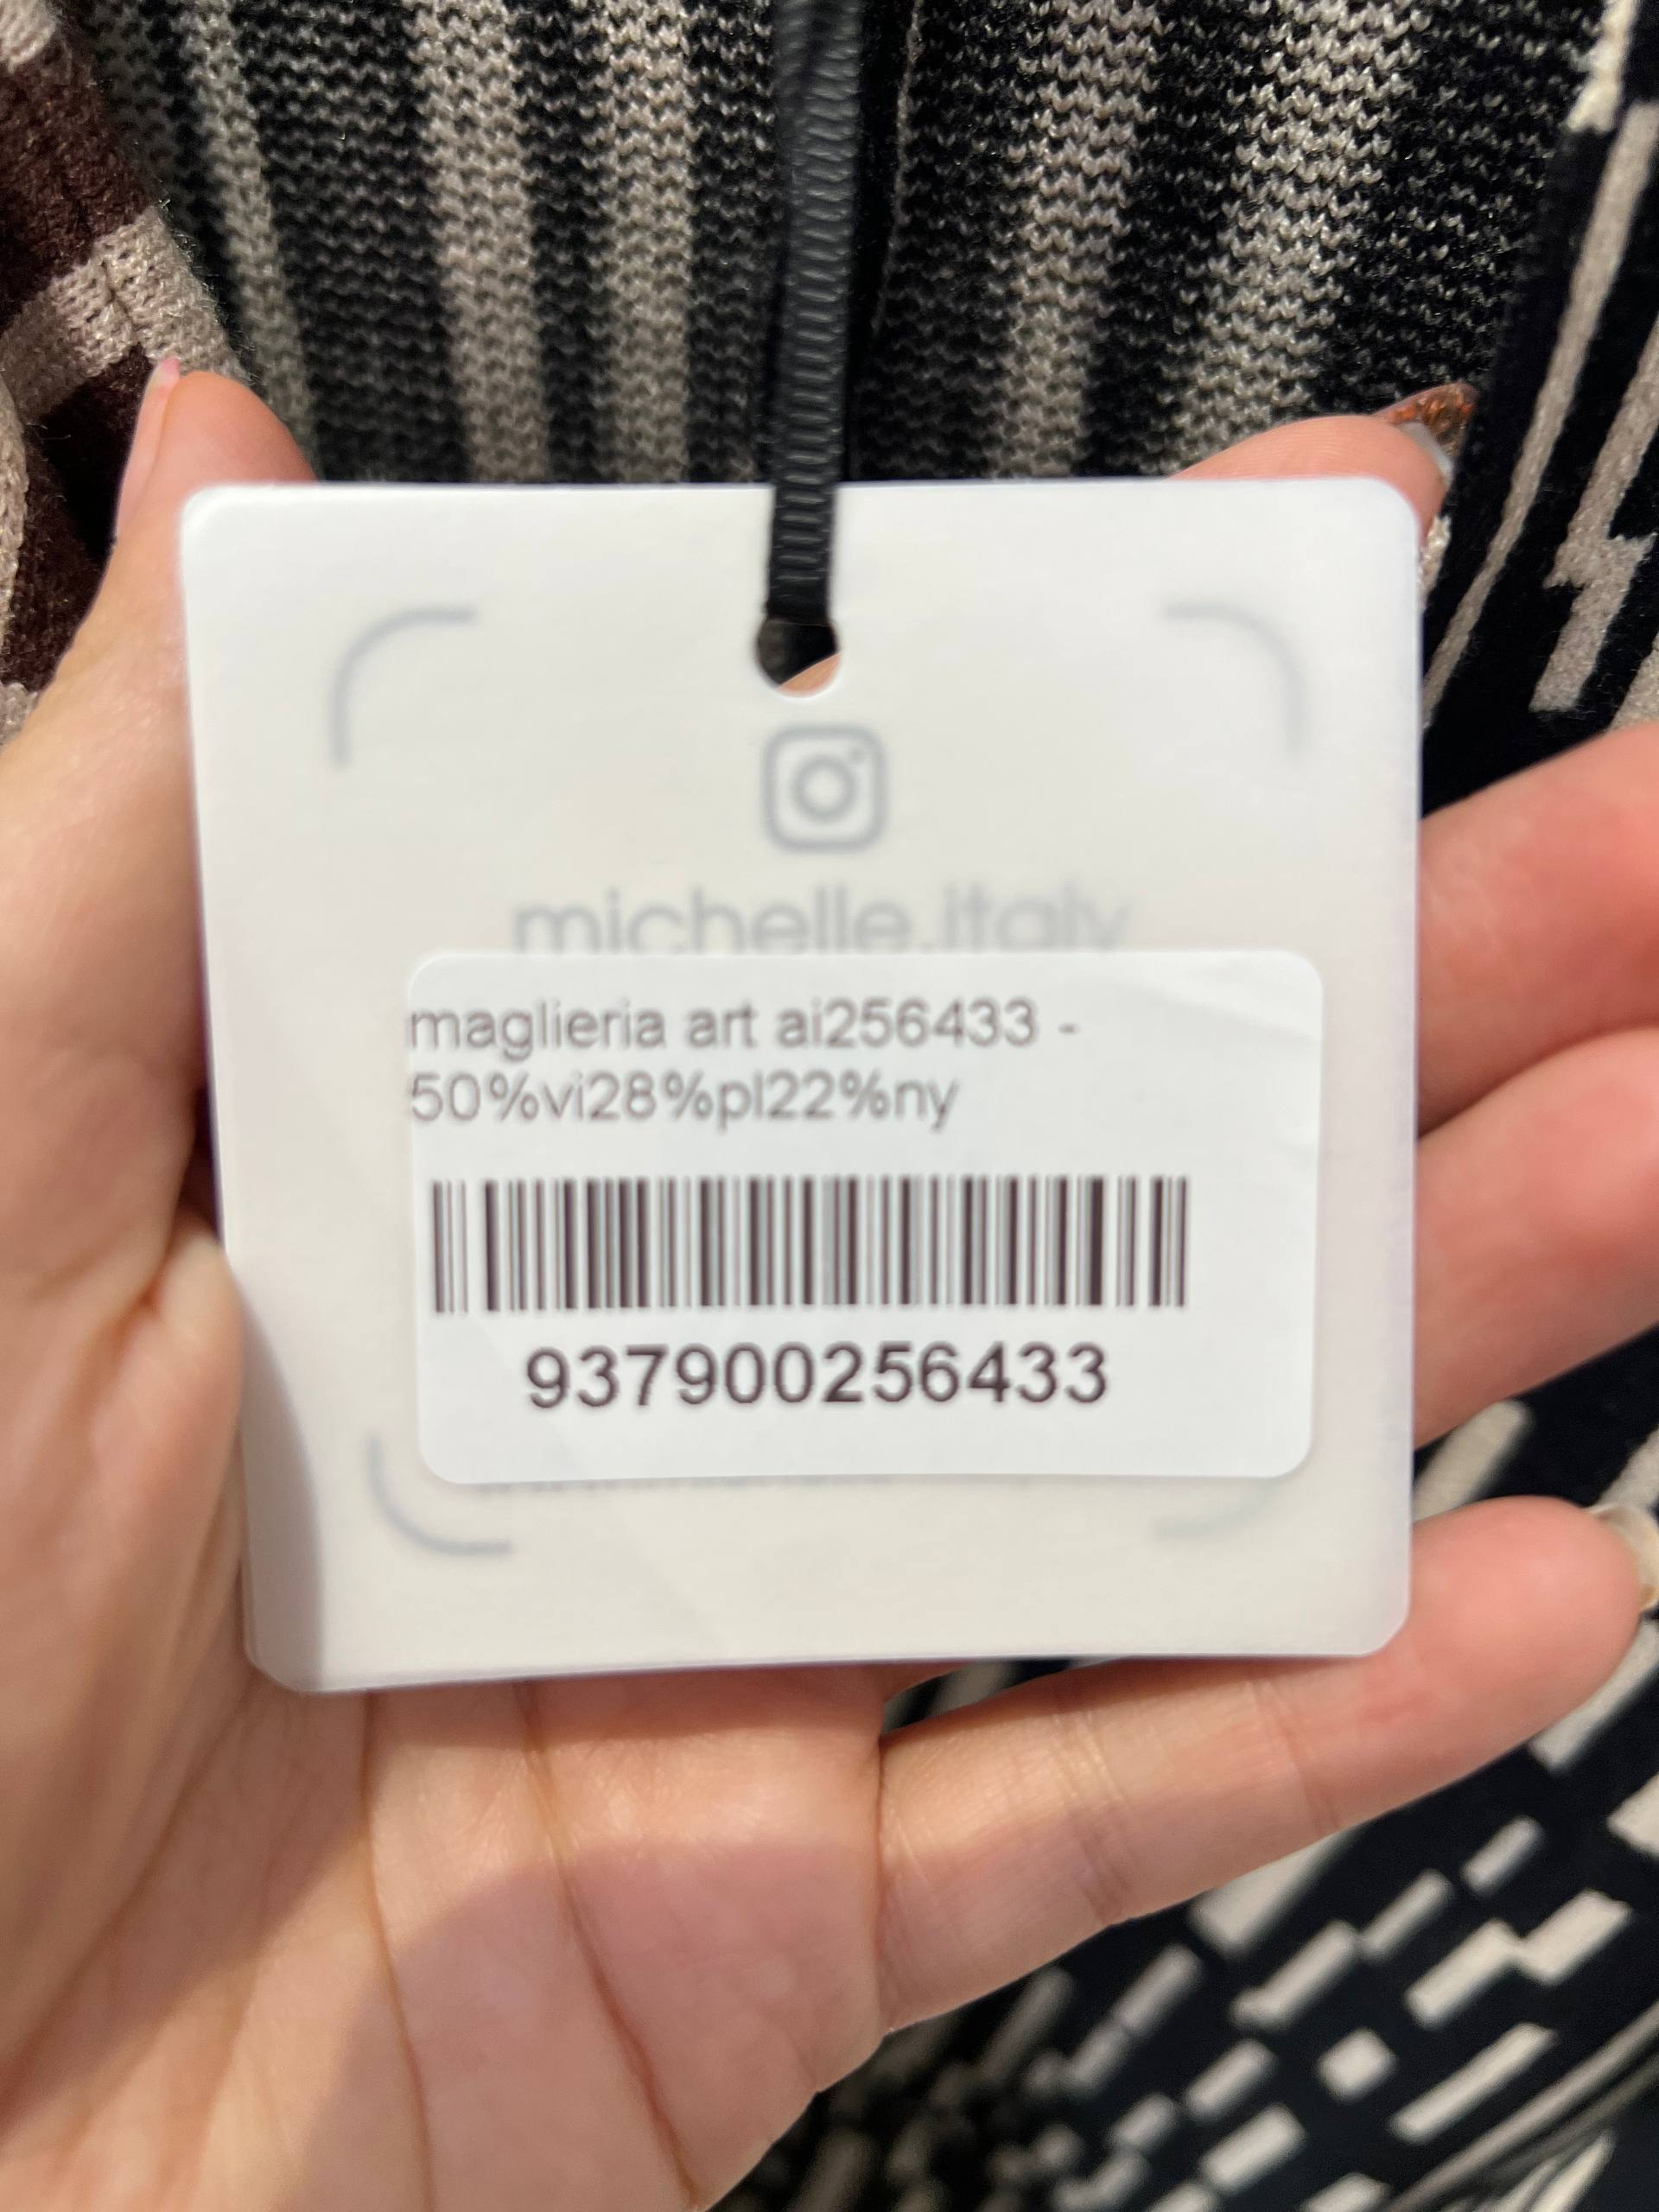 michelle.italy
maglieria art ai256433 -
50%vi28%pl22%ny
937900256433